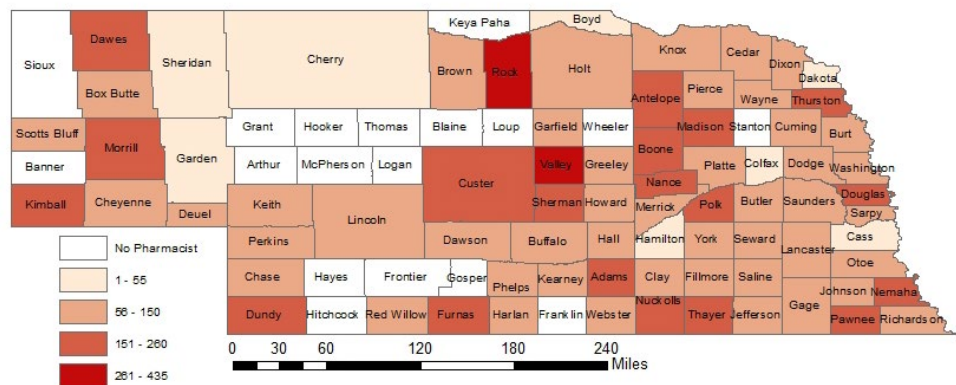 Keya Paha Boyd
Dawes Knox Cedar
Sioux Sheridan Cherry Dixon
Brown Rock Holt Dakota
Box Butte Antelope Pierce Wayne Thurston
Scotts Bluff Grant Hooker Thomas Blaine Loup Garfield Wheeler Madison Stanton Cuming Burt
Banner Morrill Garden Arthur McPherson Logan Valley Greeley Boone Platte Colfax Dodge Washington
Custer Nance Douglas
Kimball Cheyenne Deuel Keith Lincoln Sherman Howard Merrick Polk Butler Saunders Sarpy
Perkins Dawson Buffalo Hall Hamilton York Seward Lancaster Cass
Otoe
Chase Hayes Frontier Gosper Phelps Kearney Adams Clay Fillmore Saline Johnson Nemaha
Dundy Hitchcock Red Willow Furnas Harlan Franklin Webster Nuckolls Thayer Jefferson Gage Pawnee Richardson
No Pharmacist
1 - 55
56 - 150
151 - 260
261 - 435
0 30 60 120 180 240
Miles